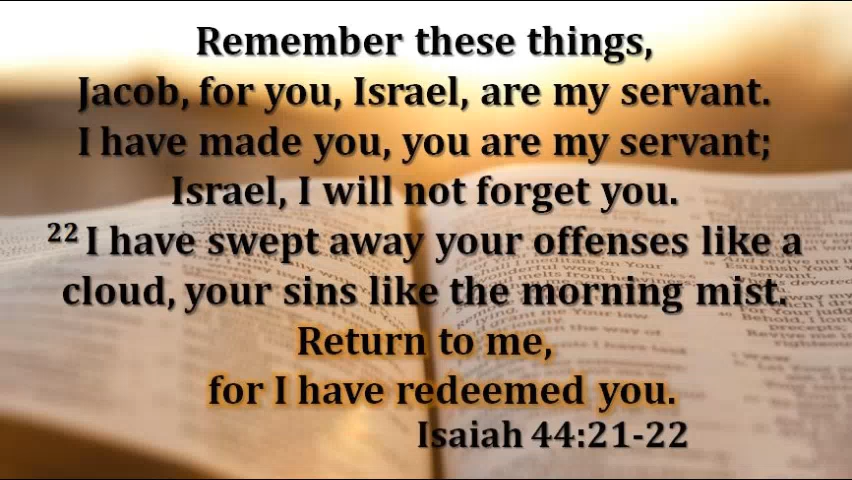 Remember these things,
Jacob, for you, Israel, are my servant.
I have made you, you are my servant;
Israel, I will not forget you.
22 I have swept away your offenses like a
cloud, your sins like the morning mist.
Return to me,
for I have redeemed you.
Isaiah 44:21-22